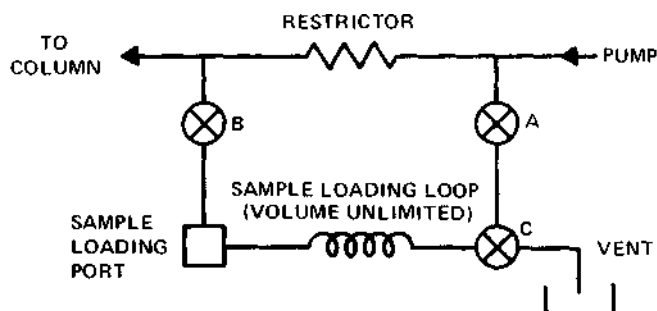 RESTRICTOR
TO
COLUMN
PUMP
B
A
SAMPLE LOADING LOOP
(VOLUME UNLIMITED)
C
SAMPLE
LOADING
PORT
VENT